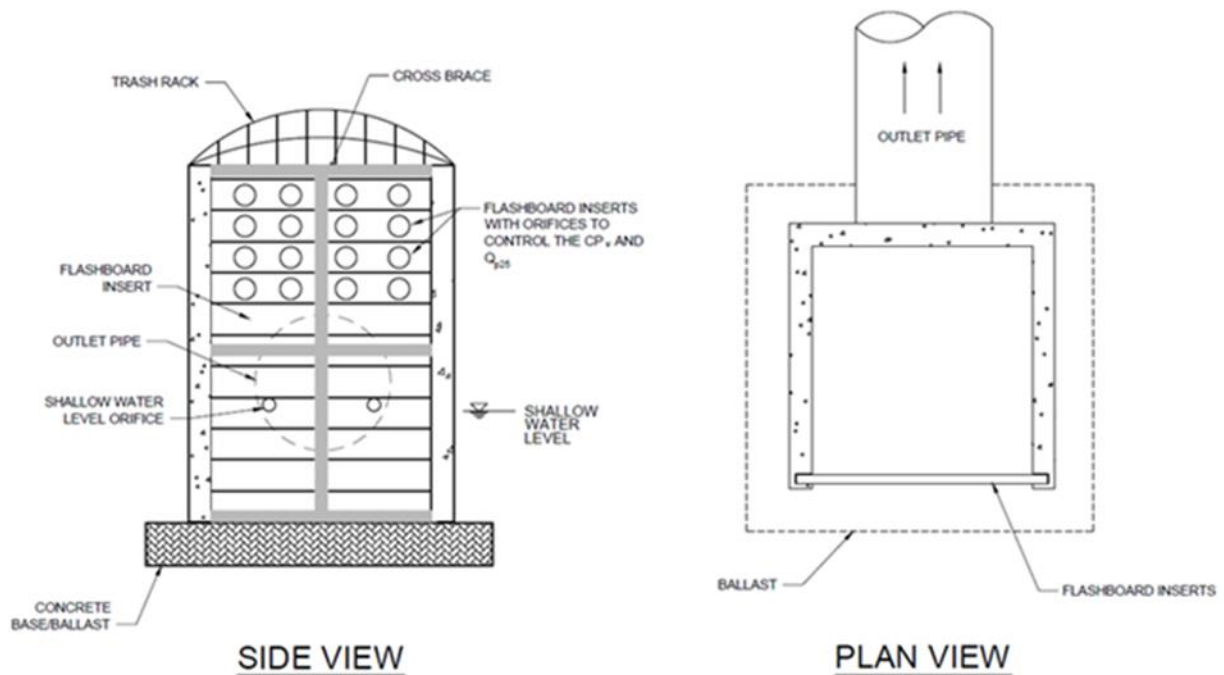 TRASH RACK
CROSS BRACE
FLASHBOARD INSERTS
WITH ORIFICES TO
CONTROL THE CPv AND
Qp25
FLASHBOARD
INSERT
OUTLET PIPE
SHALLOW WATER
LEVEL ORIFICE
SHALLOW
WATER
LEVEL
CONCRETE
BASE/BALLAST
SIDE VIEW
OUTLET PIPE
BALLAST
FLASHBOARD INSERTS
PLAN VIEW